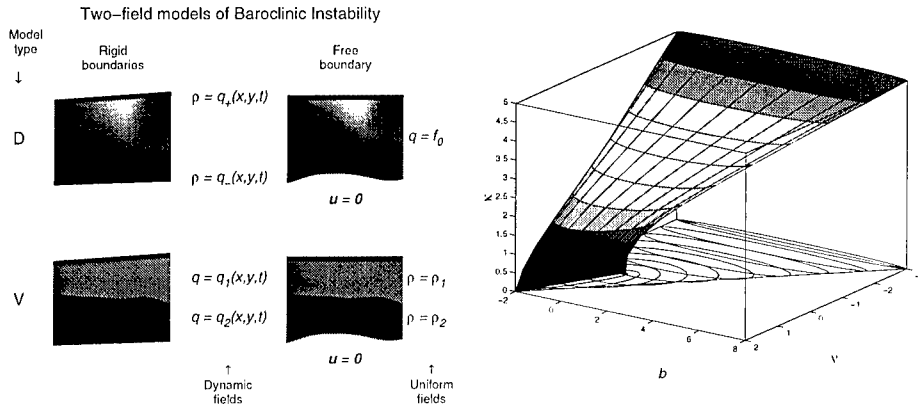 Two-field models of Baroclinic Instability
Model
type
↓
Rigid
boundaries
Free
boundary
D
ρ = q₊(x,y,t)
ρ = q₋(x,y,t)
q = f₀
u = 0
V
q = q₁(x,y,t)
q = q₂(x,y,t)
ρ = ρ₁
ρ = ρ₂
u = 0
↑
Dynamic
fields
↑
Uniform
fields
5
4.5
4
3.5
3
2.5
2
1.5
1
0.5
0
κ
-2
0
2
4
6
8
b
2
1
0
-1
-2
ν